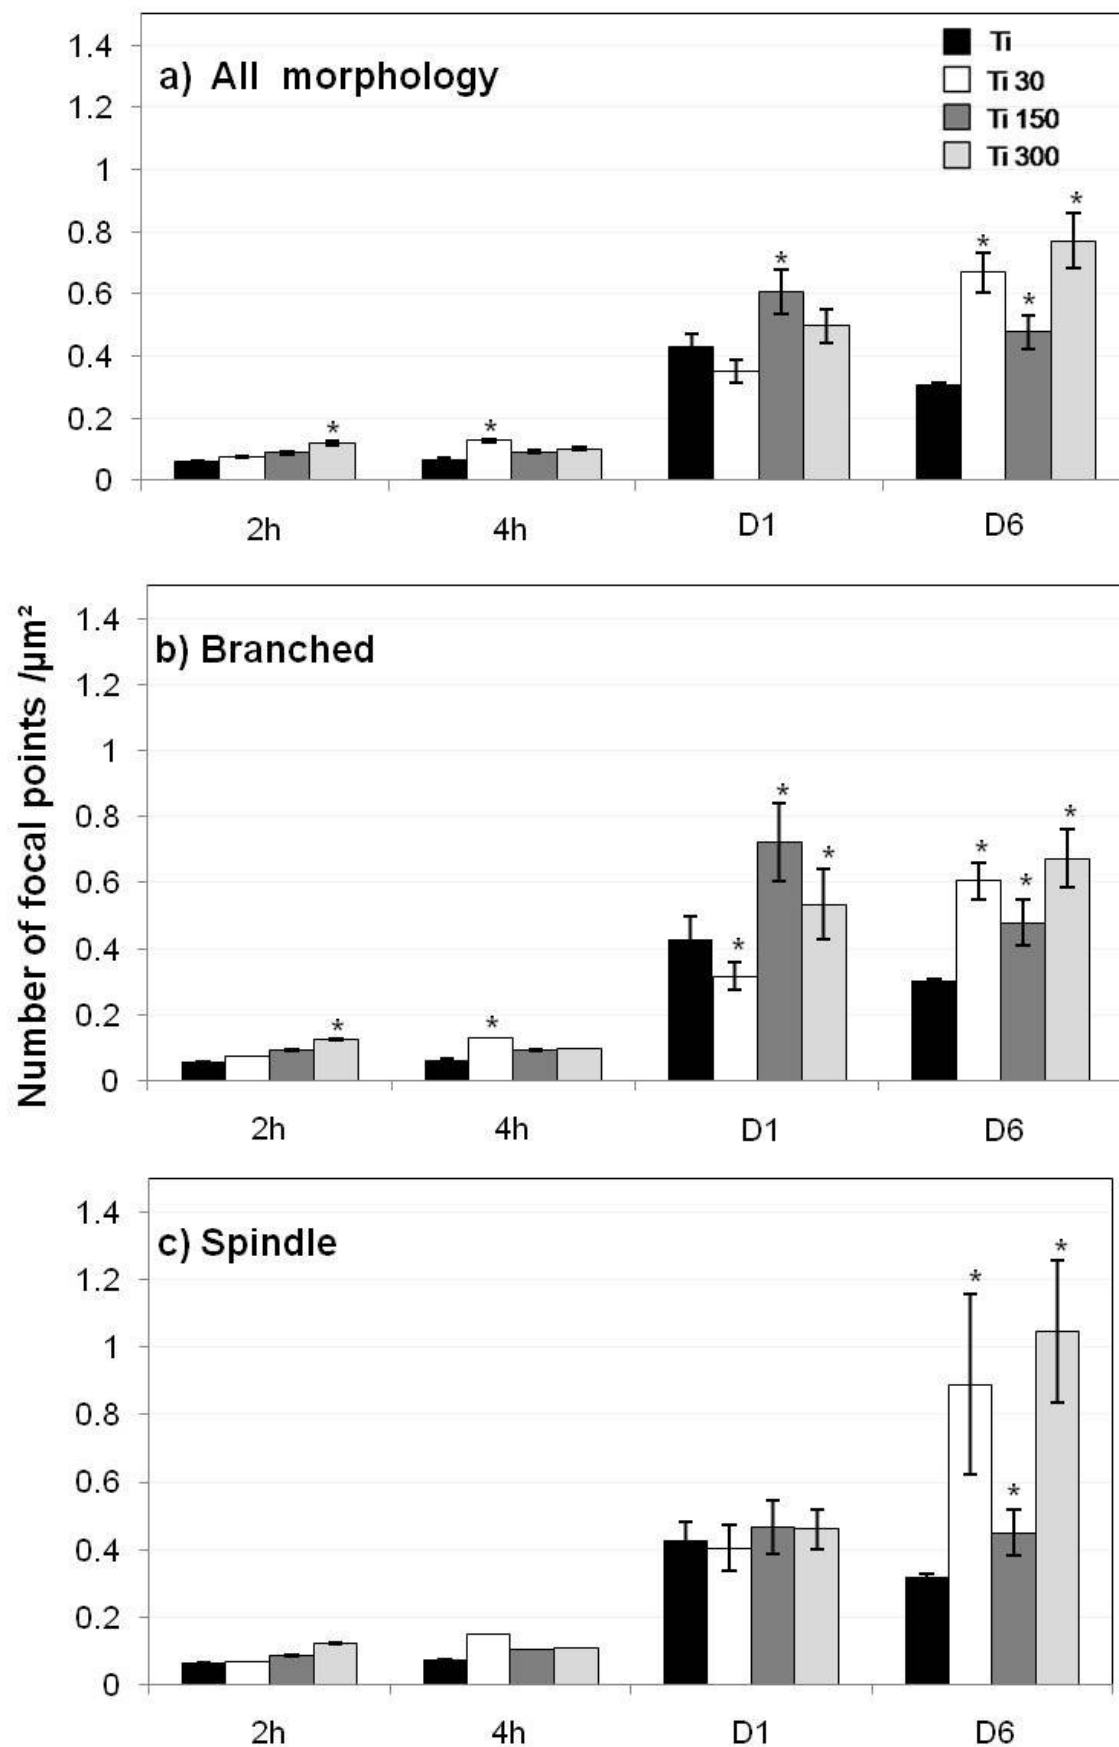 a) All morphology
Ti
Ti 30
Ti 150
Ti 300
1.4
1.2
1
0.8
0.6
0.4
0.2
0
2h 4h D1 D6
Number of focal points /µm²
b) Branched
1.4
1.2
1
0.8
0.6
0.4
0.2
0
2h 4h D1 D6
c) Spindle
1.4
1.2
1
0.8
0.6
0.4
0.2
0
2h 4h D1 D6
* * * * * *
* * * * * * * *
* * *